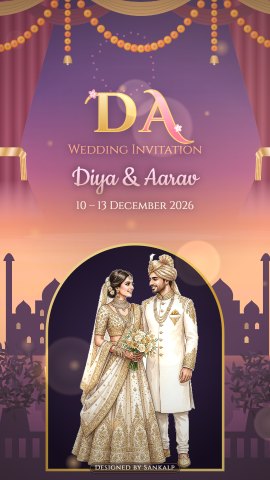 DA
Wedding Invitation
Diya & Aarav
10 – 13 December 2026
Designed by Sankalp